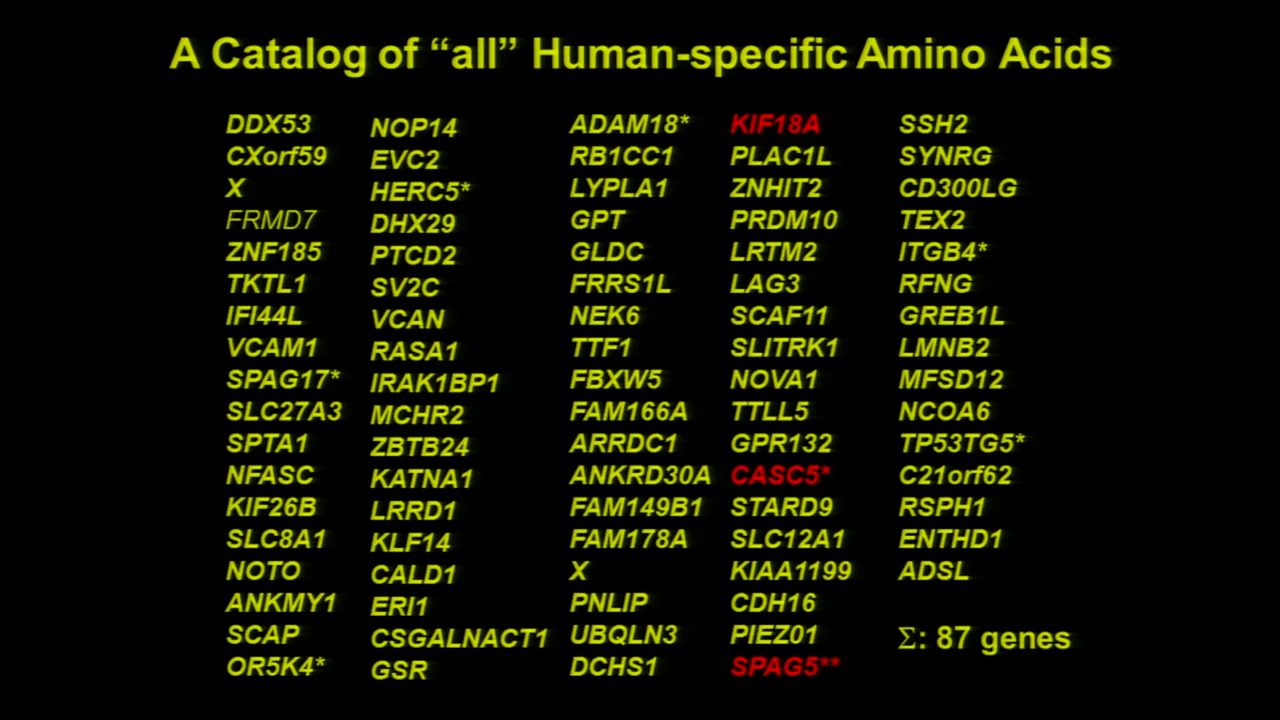 A Catalog of “all” Human-specific Amino Acids
DDX53
CXorf59
X
FRMD7
ZNF185
TKTL1
IFI44L
VCAM1
SPAG17*
SLC27A3
SPTA1
NFASC
KIF26B
SLC8A1
NOTO
ANKMY1
SCAP
OR5K4*
NOP14
EVC2
HERC5*
DHX29
PTCD2
SV2C
VCAN
RASA1
IRAK1BP1
MCHR2
ZBTB24
KATNA1
LRRD1
KLF14
CALD1
ERI1
CSGALNACT1
GSR
ADAM18*
RB1CC1
LYPLA1
GPT
GLDC
FRRS1L
NEK6
TTF1
FBXW5
FAM166A
ARRDC1
ANKRD30A
FAM149B1
FAM178A
X
PNLIP
UBQLN3
DCHS1
KIF18A
PLAC1L
ZNHIT2
PRDM10
LRTM2
LAG3
SCAF11
SLITRK1
NOVA1
TTLL5
GPR132
CASC5*
STARD9
SLC12A1
KIAA1199
CDH16
PIEZ01
SPAG5**
SSH2
SYNRG
CD300LG
TEX2
ITGB4*
RFNG
GREB1L
LMNB2
MFSD12
NCOA6
TP53TG5*
C21orf62
RSPH1
ENTHD1
ADSL
Σ: 87 genes